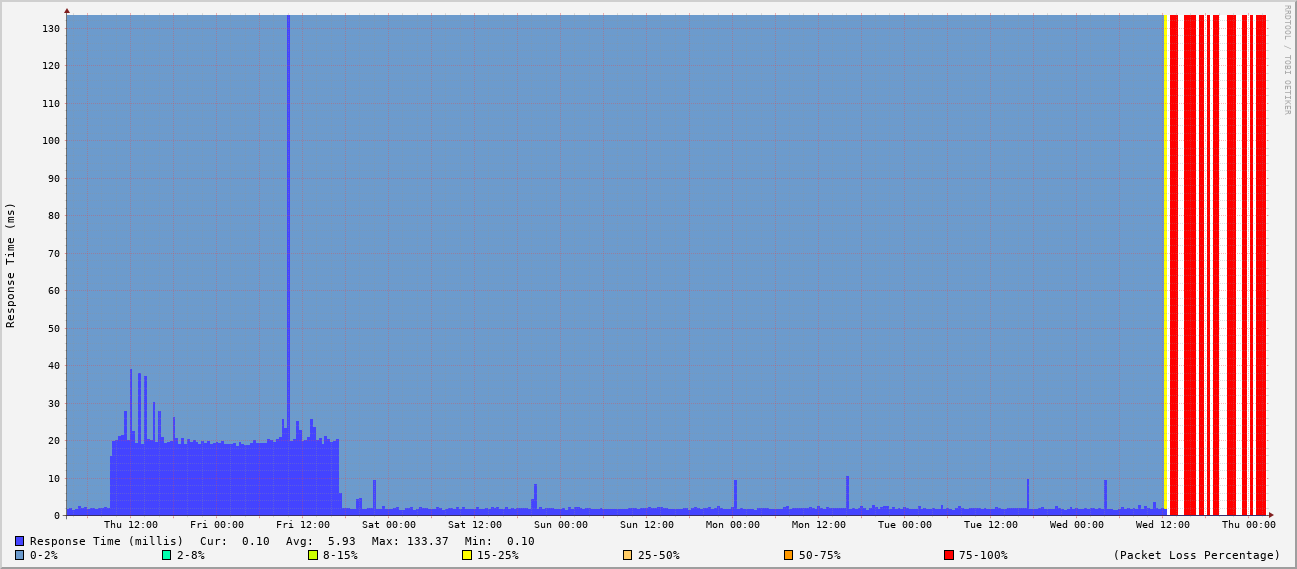 RRDTOOL / TOBI OETIKER
Response Time (ms)
130
120
110
100
90
80
70
60
50
40
30
20
10
0
Thu 12:00 Fri 00:00 Fri 12:00 Sat 00:00 Sat 12:00 Sun 00:00 Sun 12:00 Mon 00:00 Mon 12:00 Tue 00:00 Tue 12:00 Wed 00:00 Wed 12:00 Thu 00:00
Response Time (millis) Cur: 0.10 Avg: 5.93 Max: 133.37 Min: 0.10
0-2% 2-8% 8-15% 15-25% 25-50% 50-75% 75-100% (Packet Loss Percentage)